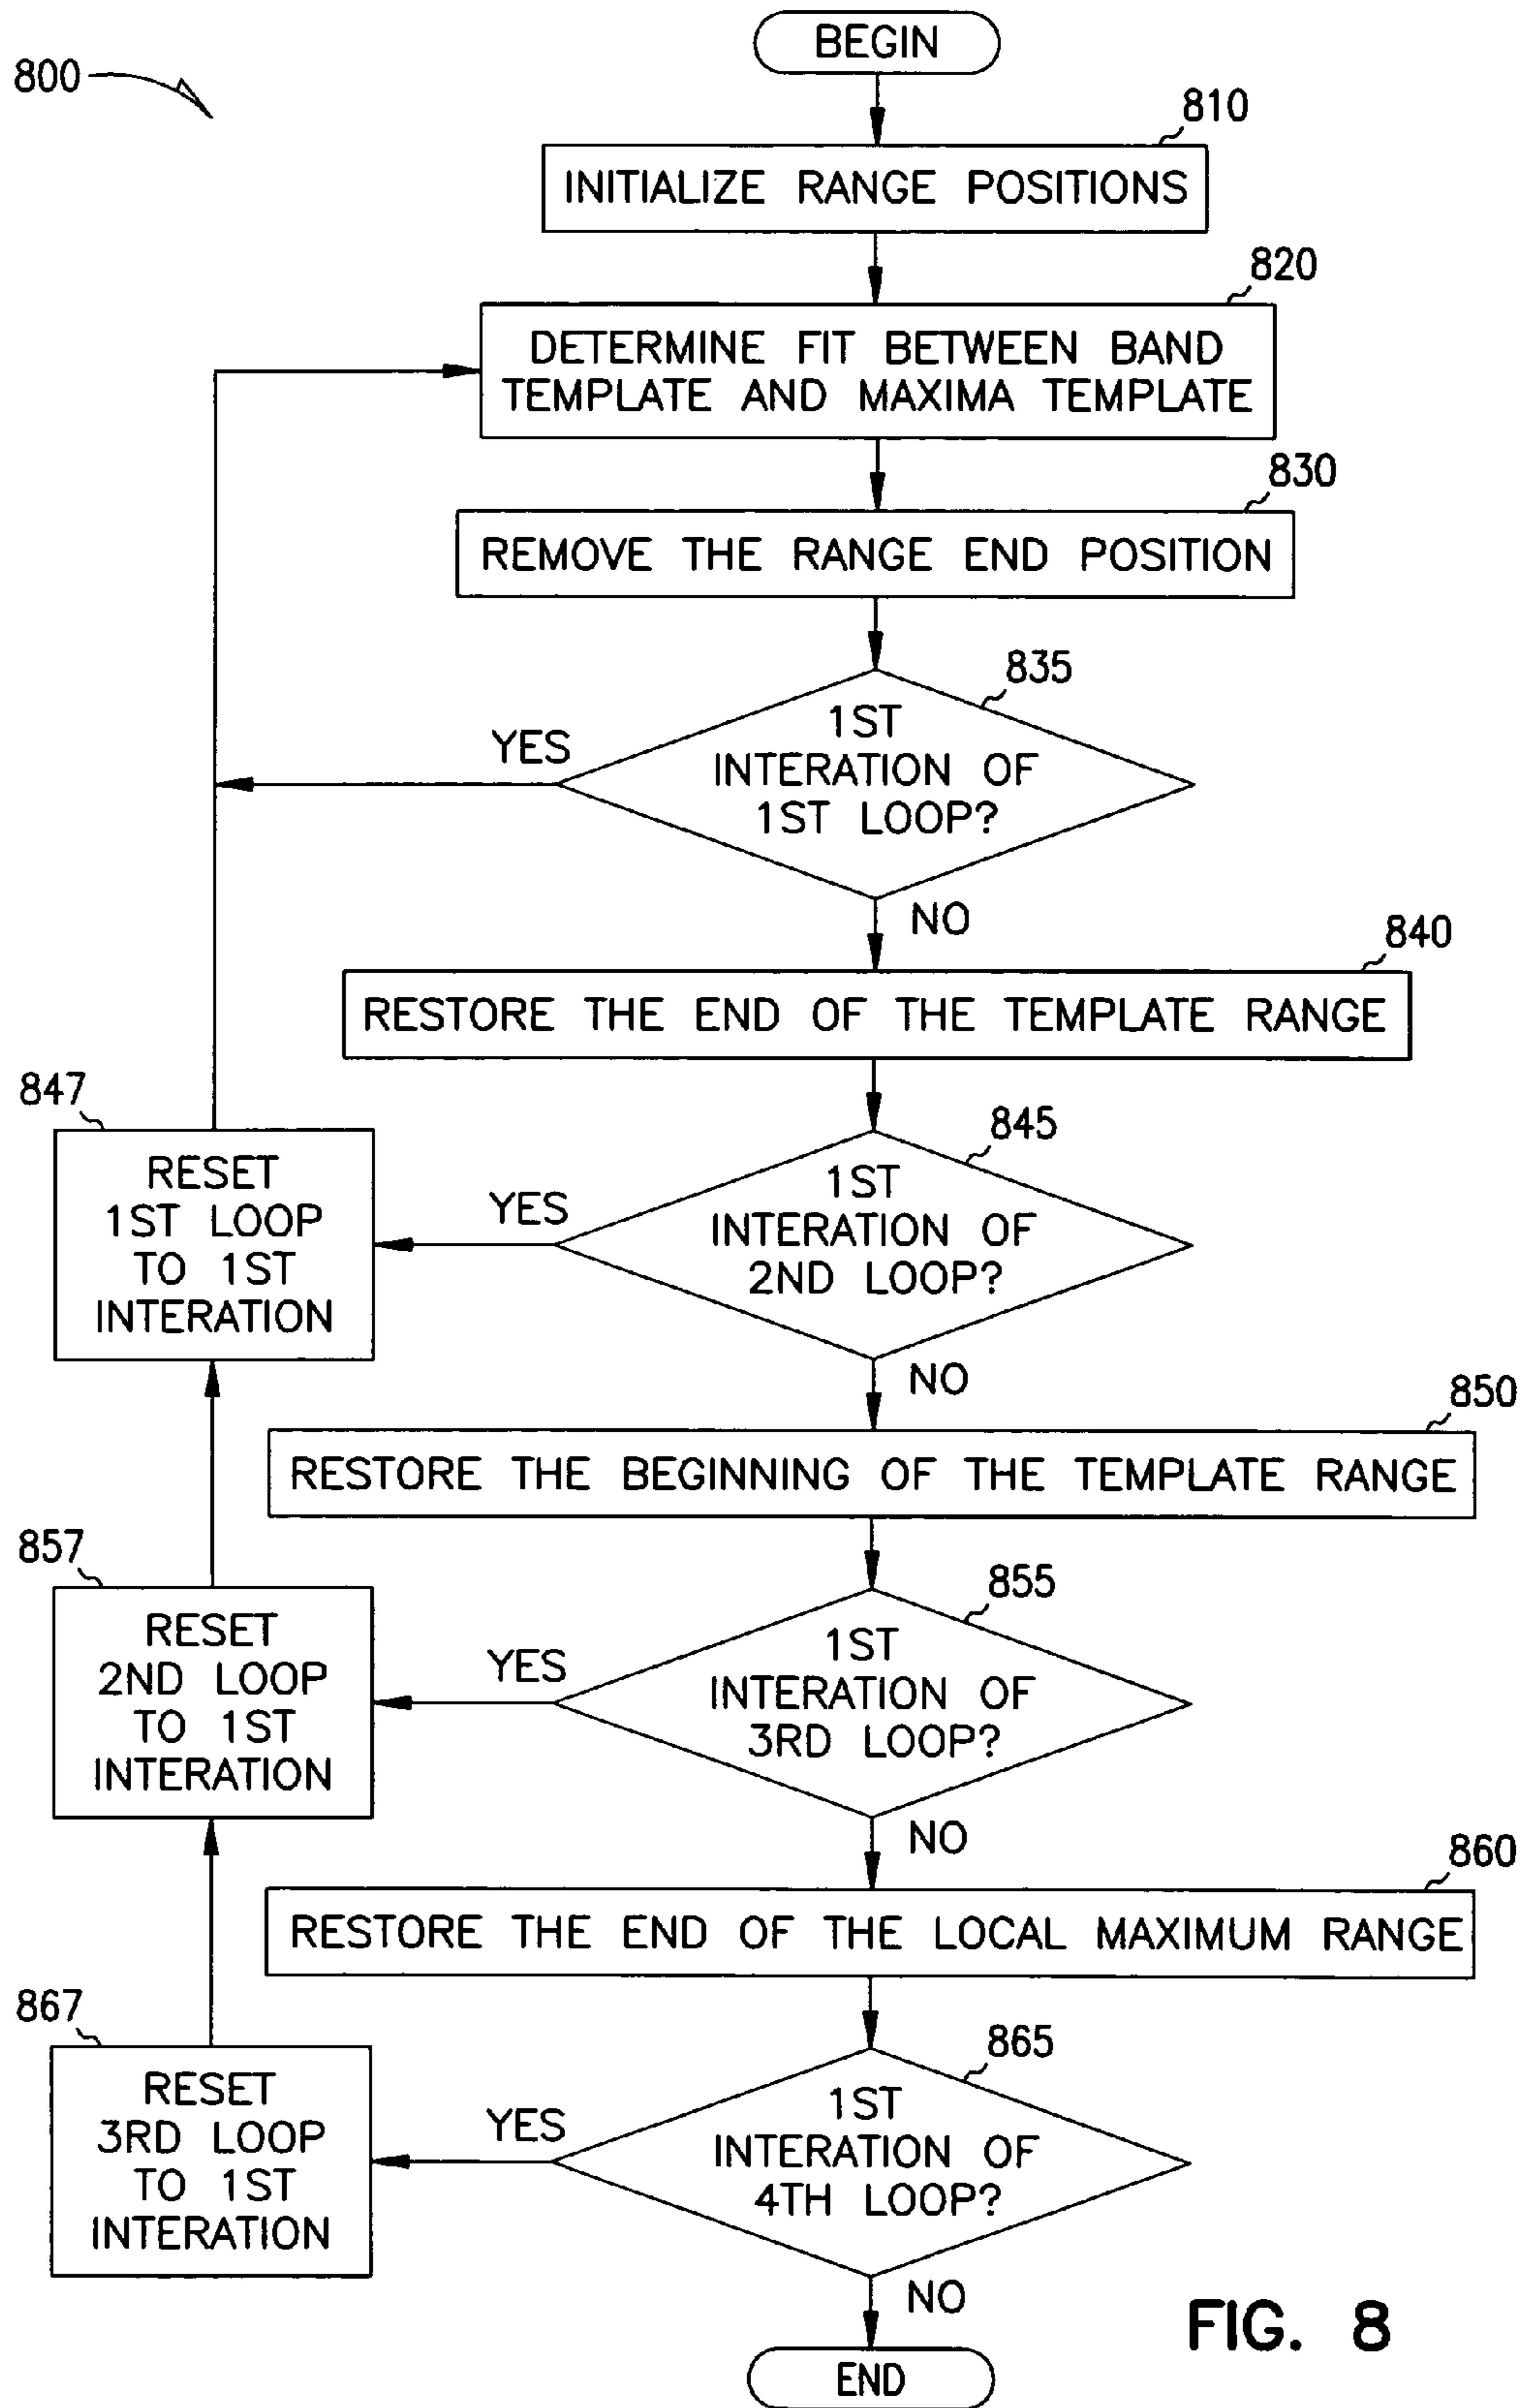 BEGIN
800
810
INITIALIZE RANGE POSITIONS
820
DETERMINE FIT BETWEEN BAND
TEMPLATE AND MAXIMA TEMPLATE
830
REMOVE THE RANGE END POSITION
835
1ST
INTERATION OF
1ST LOOP?
YES
NO
840
RESTORE THE END OF THE TEMPLATE RANGE
847
RESET
1ST LOOP
TO 1ST
INTERATION
845
1ST
INTERATION OF
2ND LOOP?
YES
NO
850
RESTORE THE BEGINNING OF THE TEMPLATE RANGE
857
RESET
2ND LOOP
TO 1ST
INTERATION
855
1ST
INTERATION OF
3RD LOOP?
YES
NO
860
RESTORE THE END OF THE LOCAL MAXIMUM RANGE
867
RESET
3RD LOOP
TO 1ST
INTERATION
865
1ST
INTERATION OF
4TH LOOP?
YES
NO
END
FIG. 8